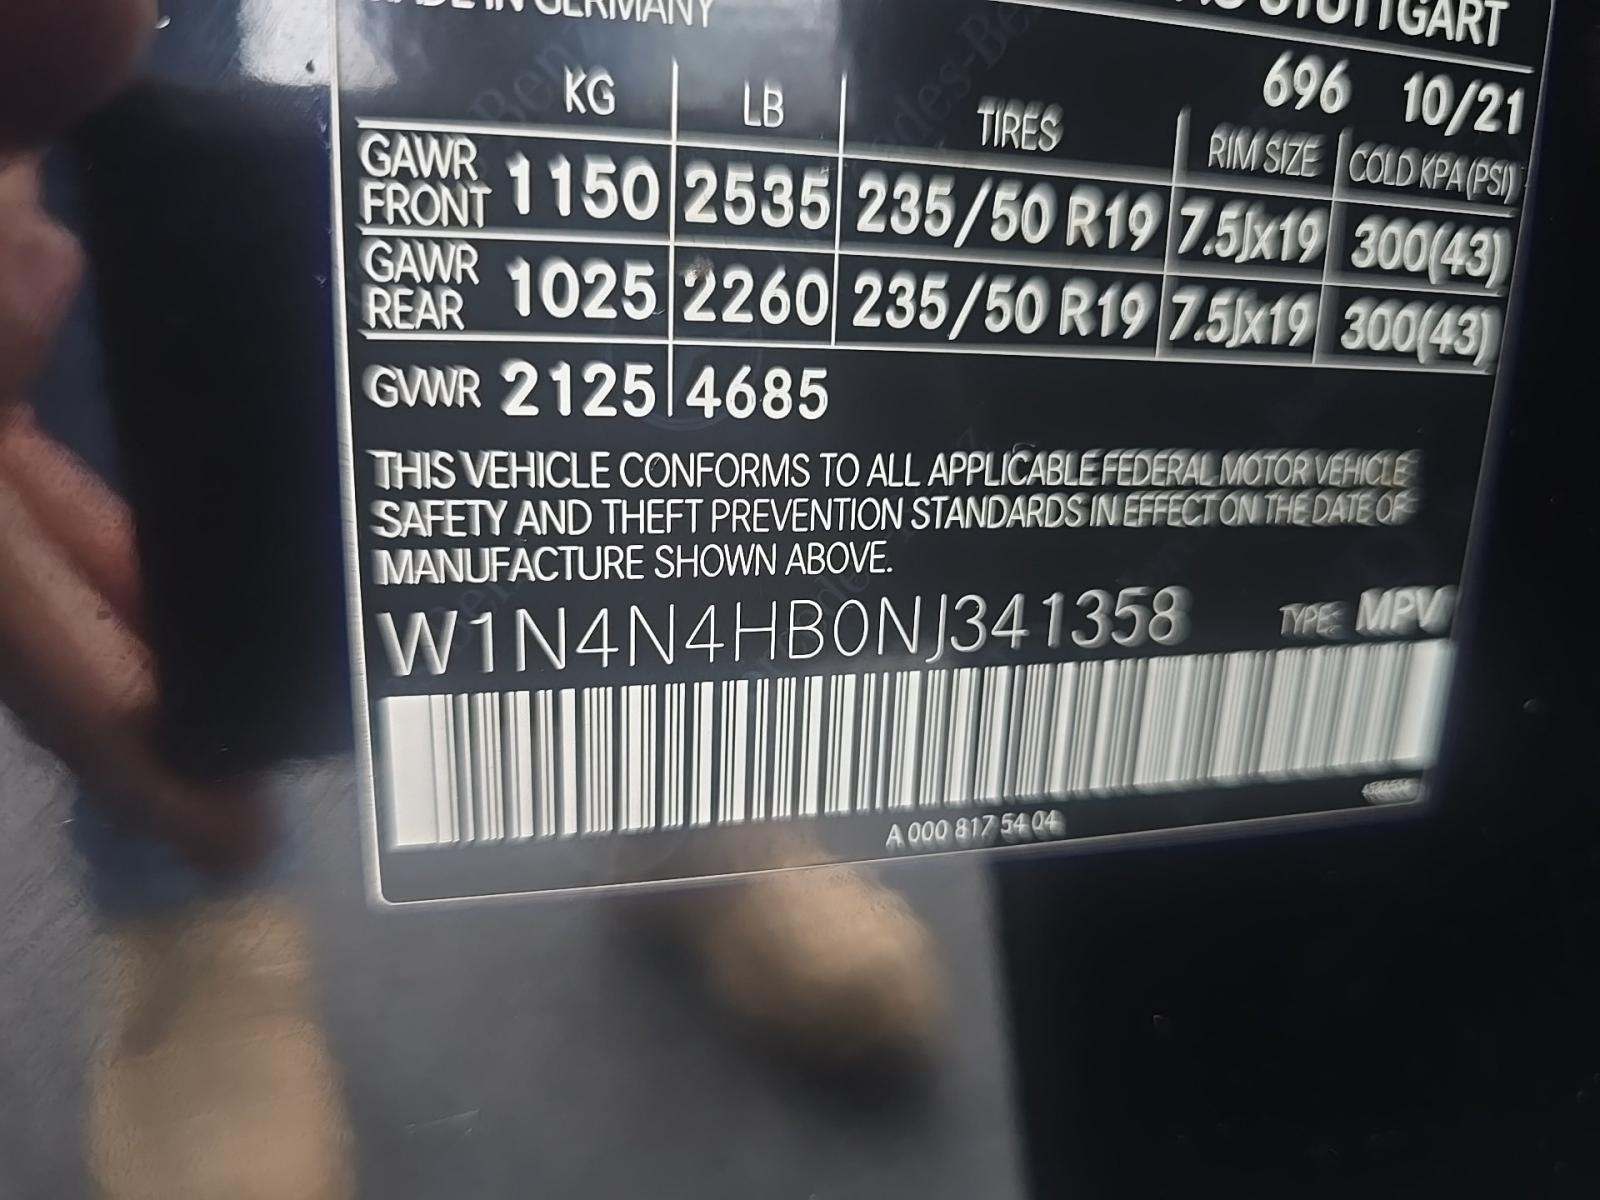 MADE IN GERMANY
STUTTGART
696 10/21
KG LB TIRES RIM SIZE COLD KPA(PSI)
GAWR FRONT 1150 2535 235/50 R19 7.5Jx19 300(43)
GAWR REAR 1025 2260 235/50 R19 7.5Jx19 300(43)
GVWR 2125 4685
THIS VEHICLE CONFORMS TO ALL APPLICABLE FEDERAL MOTOR VEHICLE
SAFETY AND THEFT PREVENTION STANDARDS IN EFFECT ON THE DATE OF
MANUFACTURE SHOWN ABOVE.
W1N4N4HB0NJ341358 TYPE: MPV
A 000 817 54 04